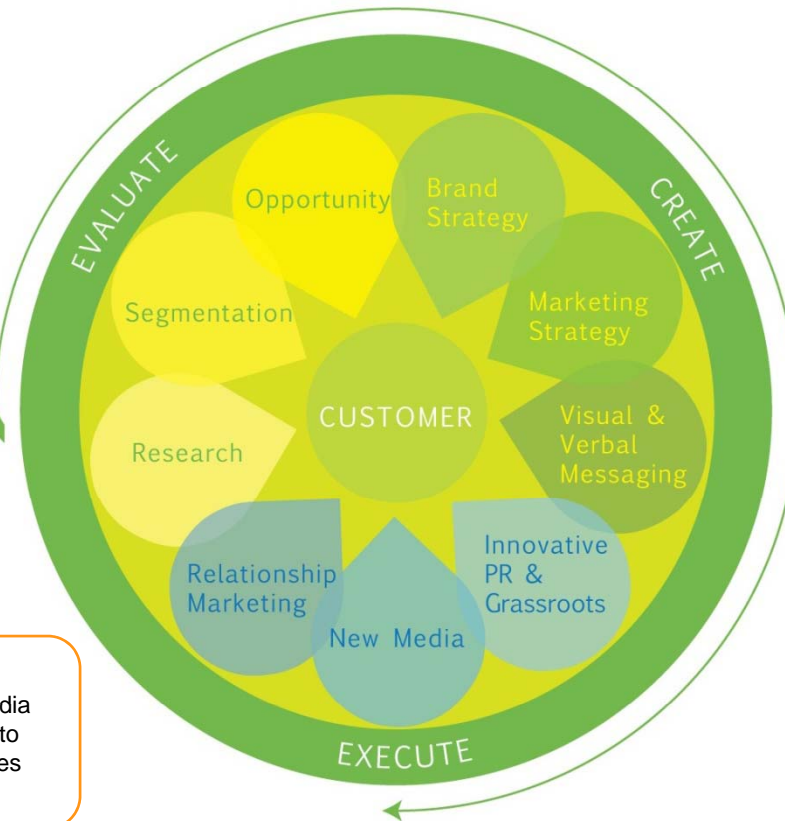 EVALUATE
CREATE
EXECUTE
Opportunity
Brand
Strategy
Segmentation
Marketing
Strategy
CUSTOMER
Research
Visual &
Verbal
Messaging
Relationship
Marketing
New Media
Innovative
PR &
Grassroots
to